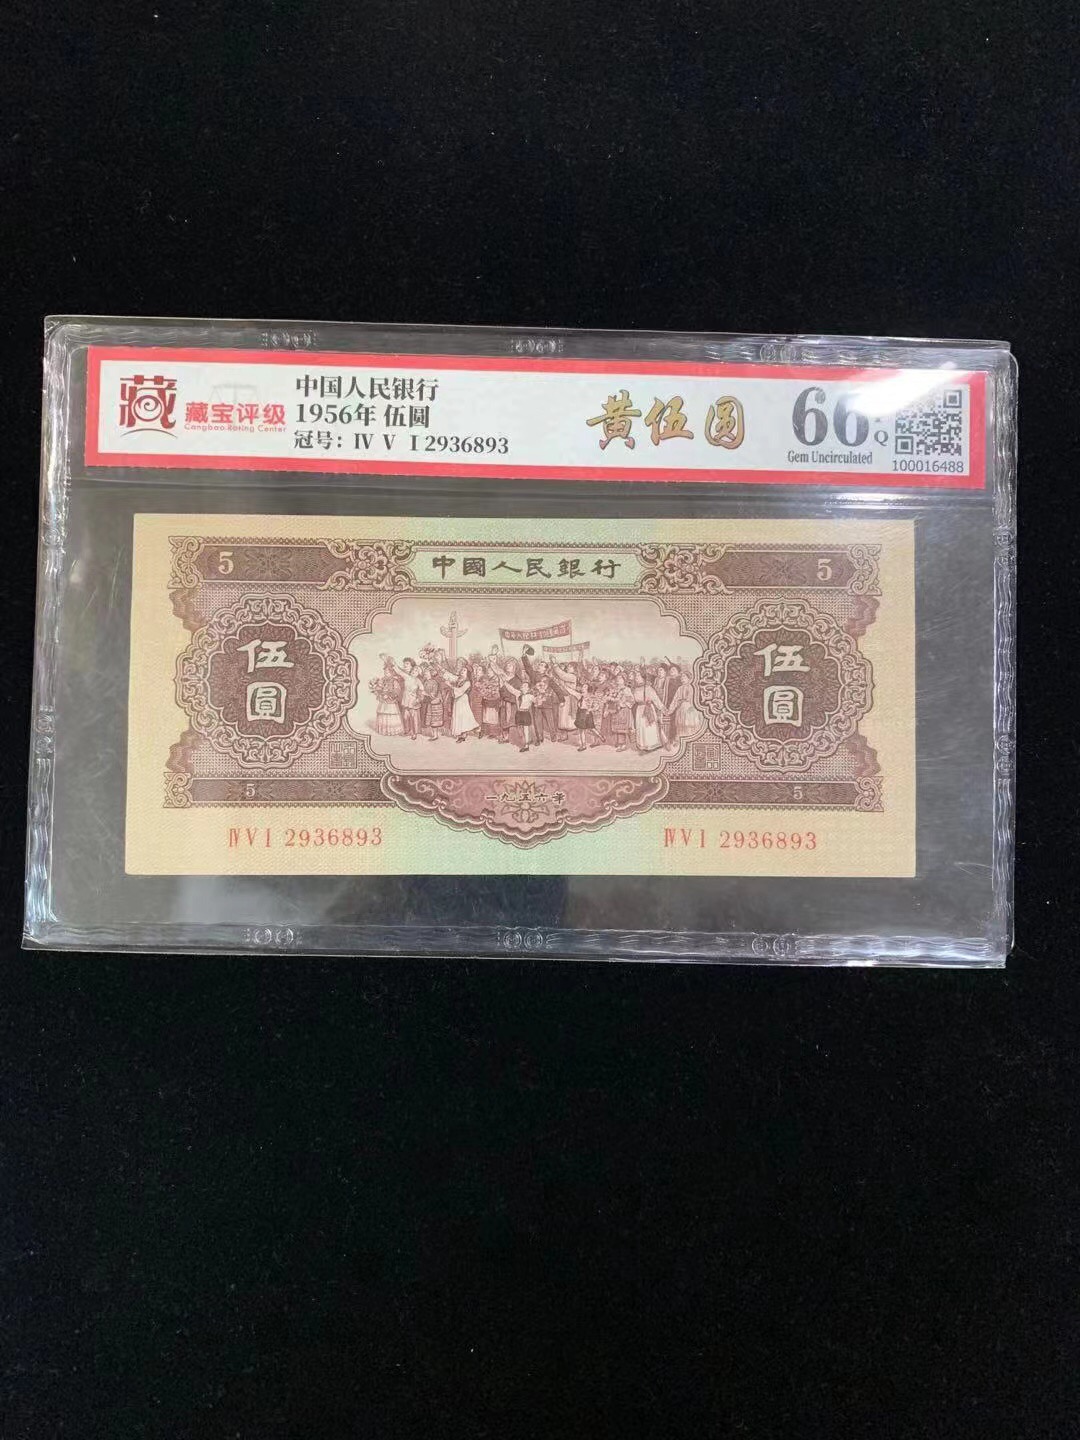 藏
藏宝评级
Cangbao Rating Center
中国人民银行
1956年 伍圆
冠号: Ⅳ Ⅴ Ⅰ 2936893
黄伍圆
66
Q
Gem Uncirculated
100016488
5
中國人民銀行
5
伍圓
伍圓
5
一九五六年
5
ⅣⅤⅠ 2936893
ⅣⅤⅠ 2936893